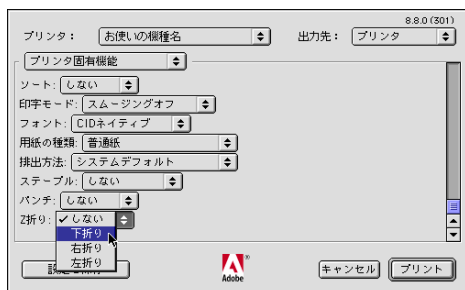 8.8.0 (301)
プリンタ： お使いの機種名 出力先： プリンタ
プリンタ固有機能
ソート： しない
印字モード： スムージングオフ
フォント： CIDネイティブ
用紙の種類： 普通紙
排出方法： システムデフォルト
ステープル： しない
パンチ： しない
Z折り： ✓しない
下折り
右折り
左折り
キャンセル プリント
Adobe